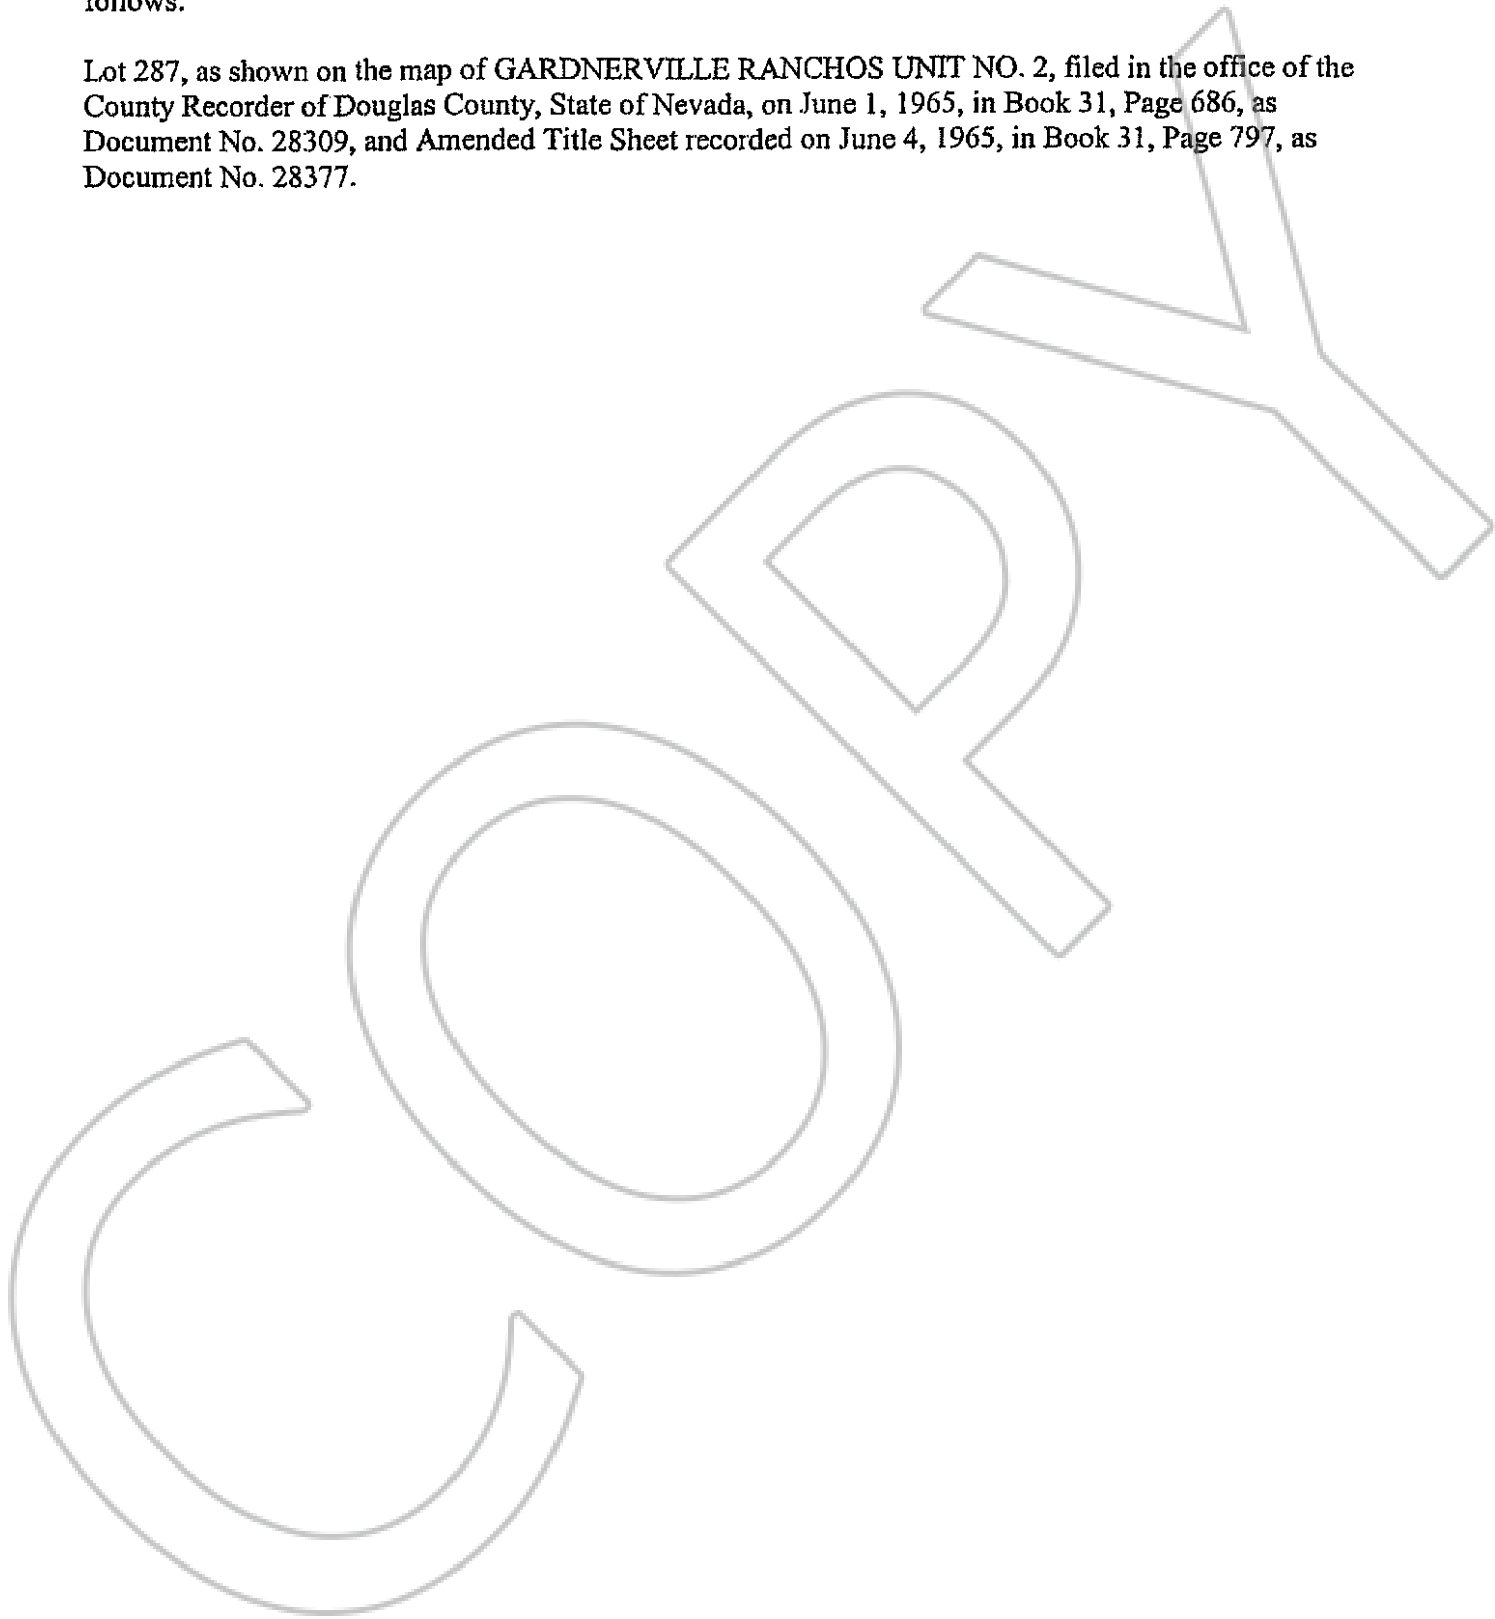 follows:
Lot 287, as shown on the map of GARDNERVILLE RANCHOS UNIT NO. 2, filed in the office of the
County Recorder of Douglas County, State of Nevada, on June 1, 1965, in Book 31, Page 686, as
Document No. 28309, and Amended Title Sheet recorded on June 4, 1965, in Book 31, Page 797, as
Document No. 28377.
COPY